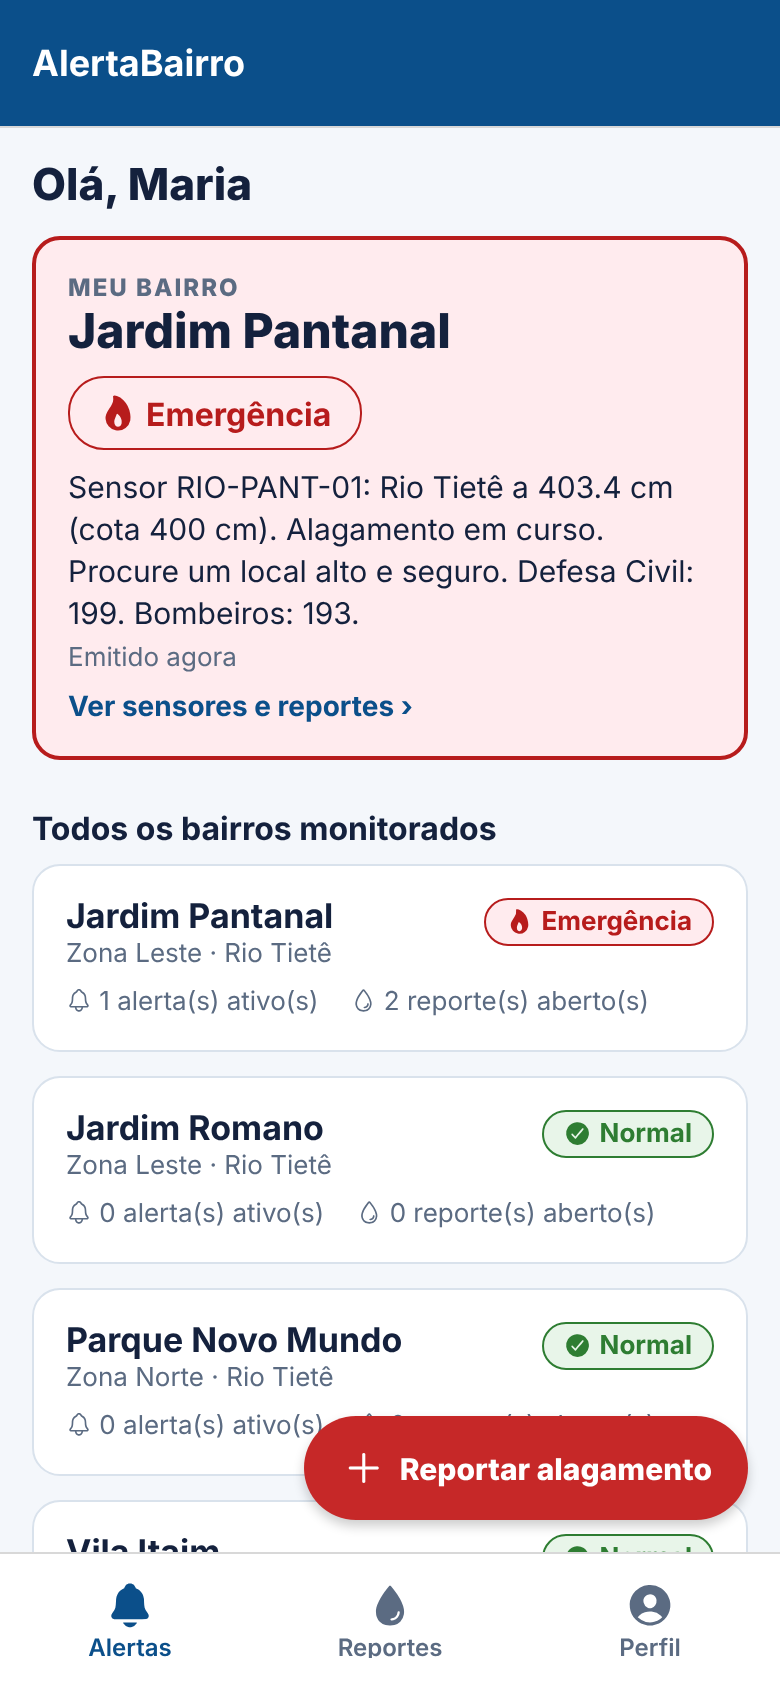 AlertaBairro
Olá, Maria
MEU BAIRRO
Jardim Pantanal
Emergência
Sensor RIO-PANT-01: Rio Tietê a 403.4 cm
(cota 400 cm). Alagamento em curso.
Procure um local alto e seguro. Defesa Civil:
199. Bombeiros: 193.
Emitido agora
Ver sensores e reportes ›
Todos os bairros monitorados
Jardim Pantanal
Emergência
Zona Leste · Rio Tietê
1 alerta(s) ativo(s) 2 reporte(s) aberto(s)
Jardim Romano
Normal
Zona Leste · Rio Tietê
0 alerta(s) ativo(s) 0 reporte(s) aberto(s)
Parque Novo Mundo
Normal
Zona Norte · Rio Tietê
0 alerta(s) ativo(s)
Reportar alagamento
Vila Itaim
Normal
Alertas
Reportes
Perfil